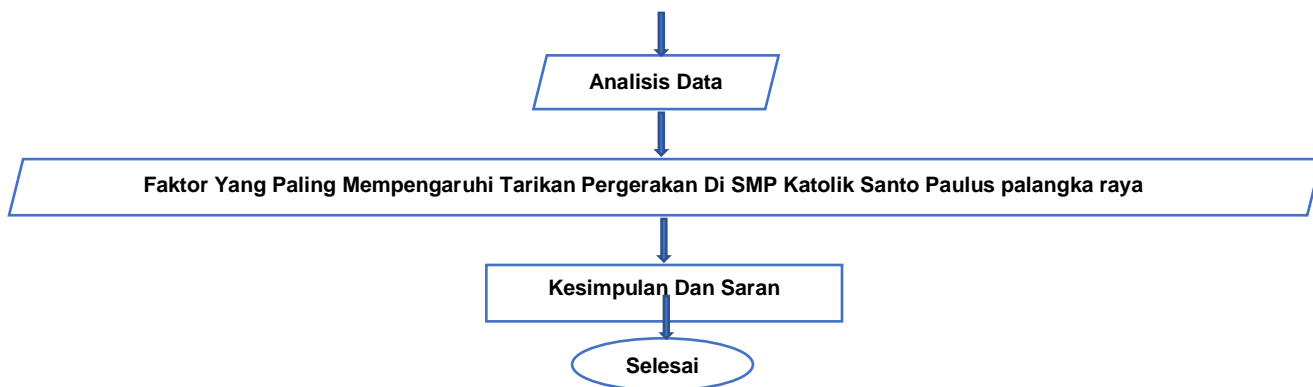 Analisis Data
Faktor Yang Paling Mempengaruhi Tarikan Pergerakan Di SMP Katolik Santo Paulus palangka raya
Kesimpulan Dan Saran
Selesai